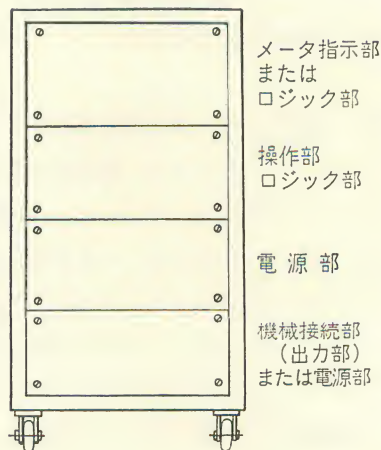 メータ指示部
または
ロジック部
操作部
ロジック部
電源部
機械接続部
（出力部）
または電源部